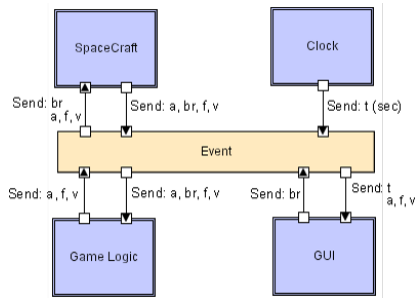 SpaceCraft
Clock
Send: br
a, f, v
Send: a, br, f, v
Send: t (sec)
Event
Send: a, f, v
Send: a, br, f, v
Send: br
Send: t
a, f, v
Game Logic
GUI